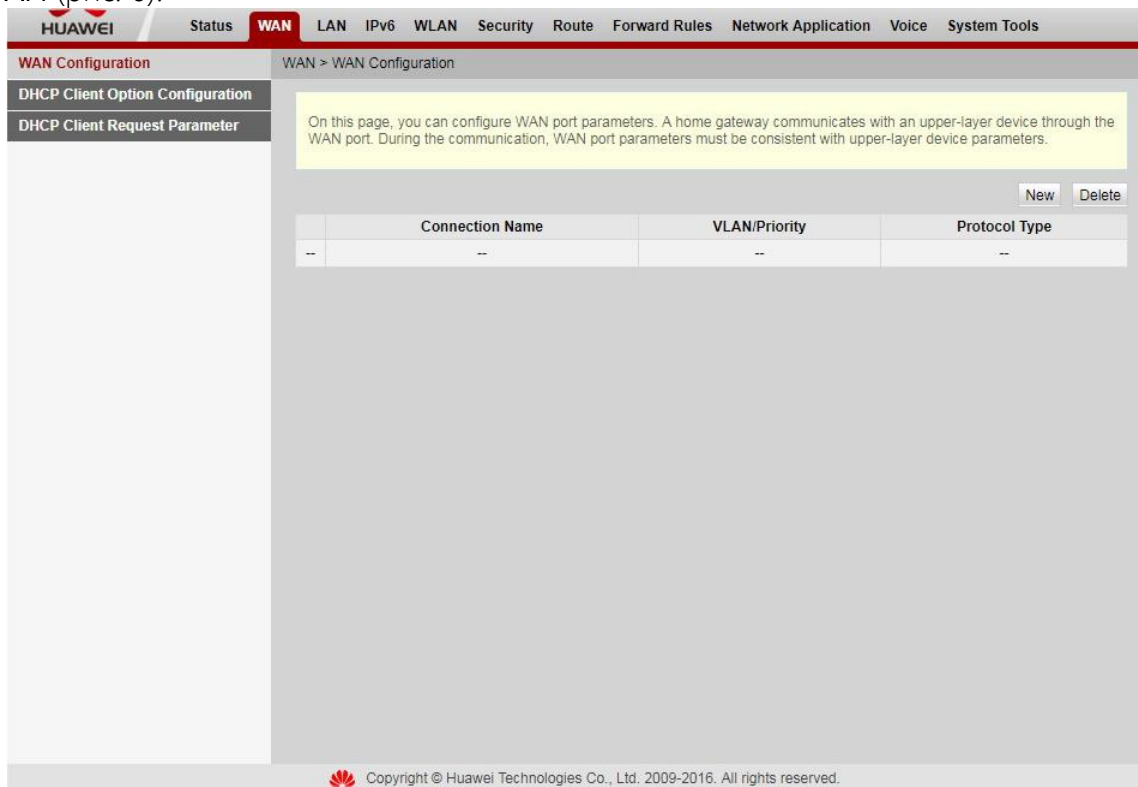 HUAWEI Status WAN LAN IPv6 WLAN Security Route Forward Rules Network Application Voice System Tools
WAN Configuration
DHCP Client Option Configuration
DHCP Client Request Parameter
WAN > WAN Configuration
On this page, you can configure WAN port parameters. A home gateway communicates with an upper-layer device through the
WAN port. During the communication, WAN port parameters must be consistent with upper-layer device parameters.
New Delete
Connection Name VLAN/Priority Protocol Type
-- -- -- --
Copyright © Huawei Technologies Co., Ltd. 2009-2016. All rights reserved.